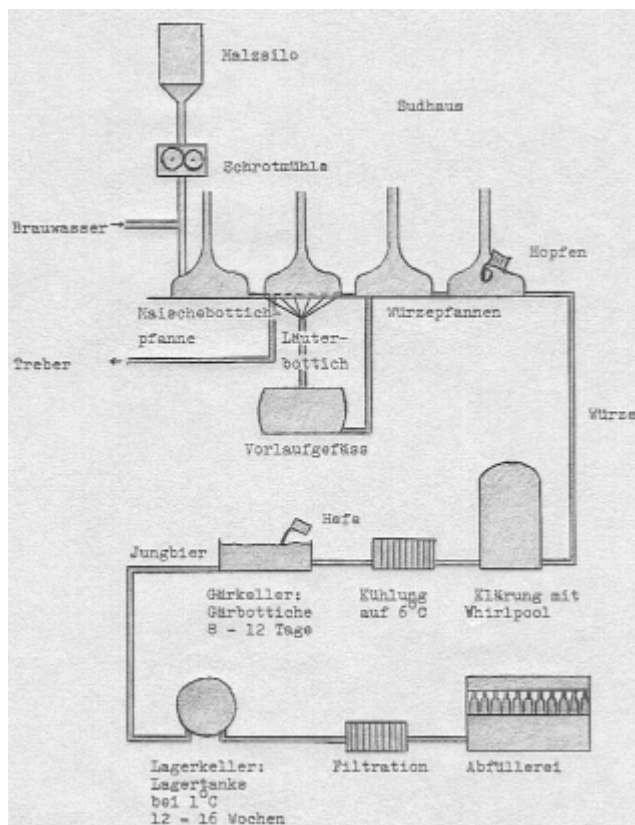 Malzsilo
Sudhaus
Schrotmühle
Brauwasser
Hopfen
Maischebottich-
pfanne
Läuter-
bottich
Würzepfannen
Treber
Würze
Vorlaufgefäss
Hefe
Jungbier
Gärkeller:
Gärbottiche
8 - 12 Tage
Kühlung
auf 6°C
Klärung mit
Whirlpool
Lagerkeller:
Lagertanks
bei 1°C
12 - 16 Wochen
Filtration
Abfüllerei